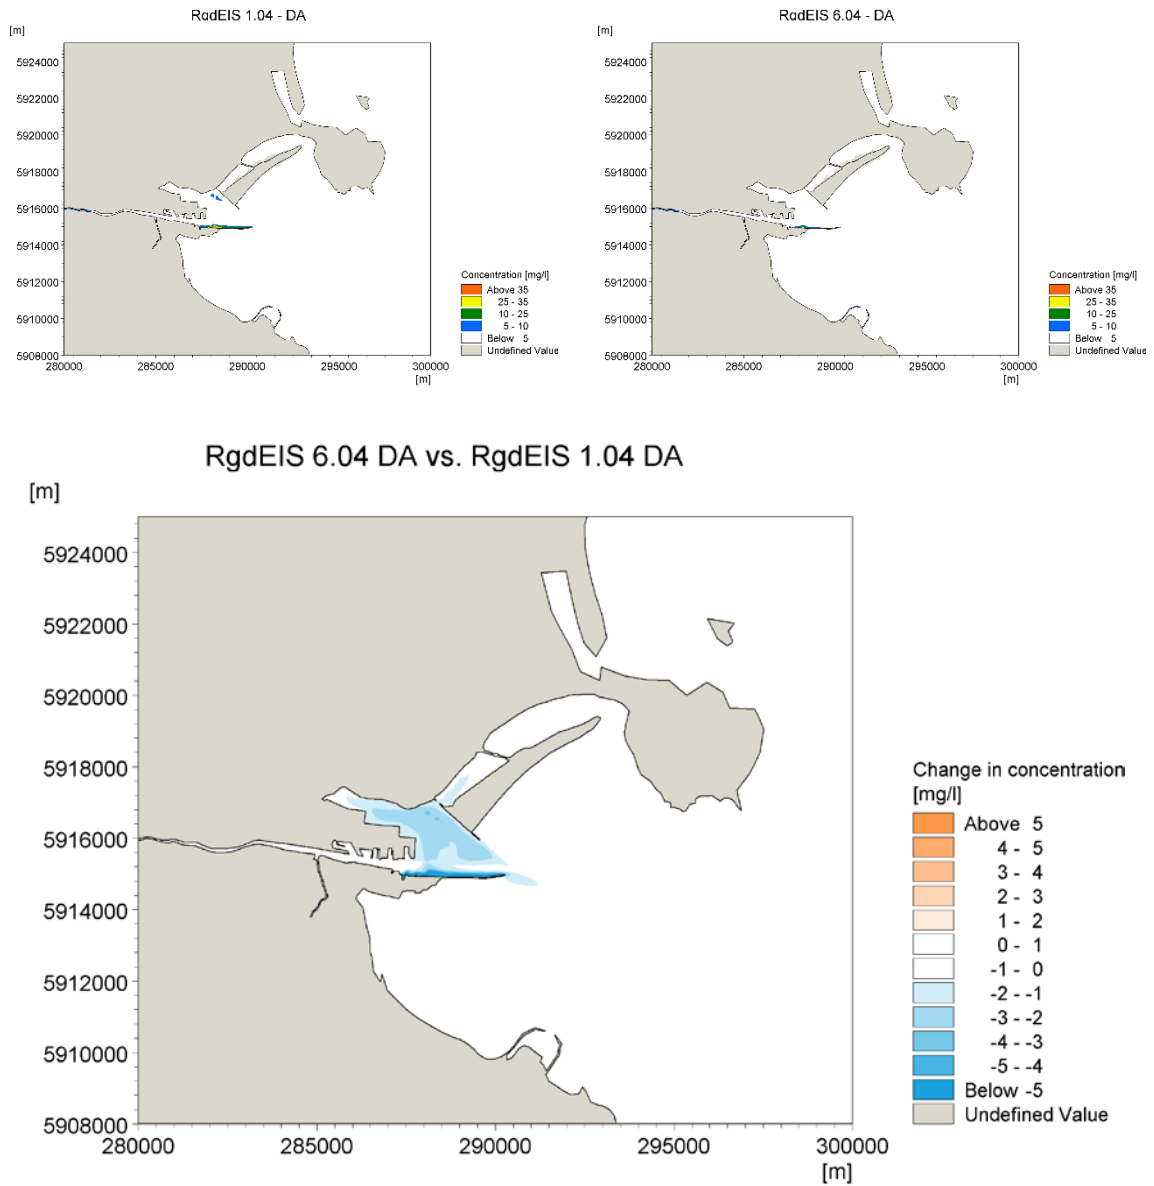 RgdEIS 1.04 - DA
[m]
5924000
5922000
5920000
5918000
5916000
5914000
5912000
5910000
5908000
280000 285000 290000 295000 300000
[m]
Concentration [mg/l]
Above 35
25 - 35
10 - 25
5 - 10
Below 5
Undefined Value
RgdEIS 6.04 - DA
[m]
5924000
5922000
5920000
5918000
5916000
5914000
5912000
5910000
5908000
280000 285000 290000 295000 300000
[m]
Concentration [mg/l]
Above 35
25 - 35
10 - 25
5 - 10
Below 5
Undefined Value
RgdEIS 6.04 DA vs. RgdEIS 1.04 DA
[m]
5924000
5922000
5920000
5918000
5916000
5914000
5912000
5910000
5908000
280000 285000 290000 295000 300000
[m]
Change in concentration
[mg/l]
Above 5
4 - 5
3 - 4
2 - 3
1 - 2
0 - 1
-1 - 0
-2 - -1
-3 - -2
-4 - -3
-5 - -4
Below -5
Undefined Value